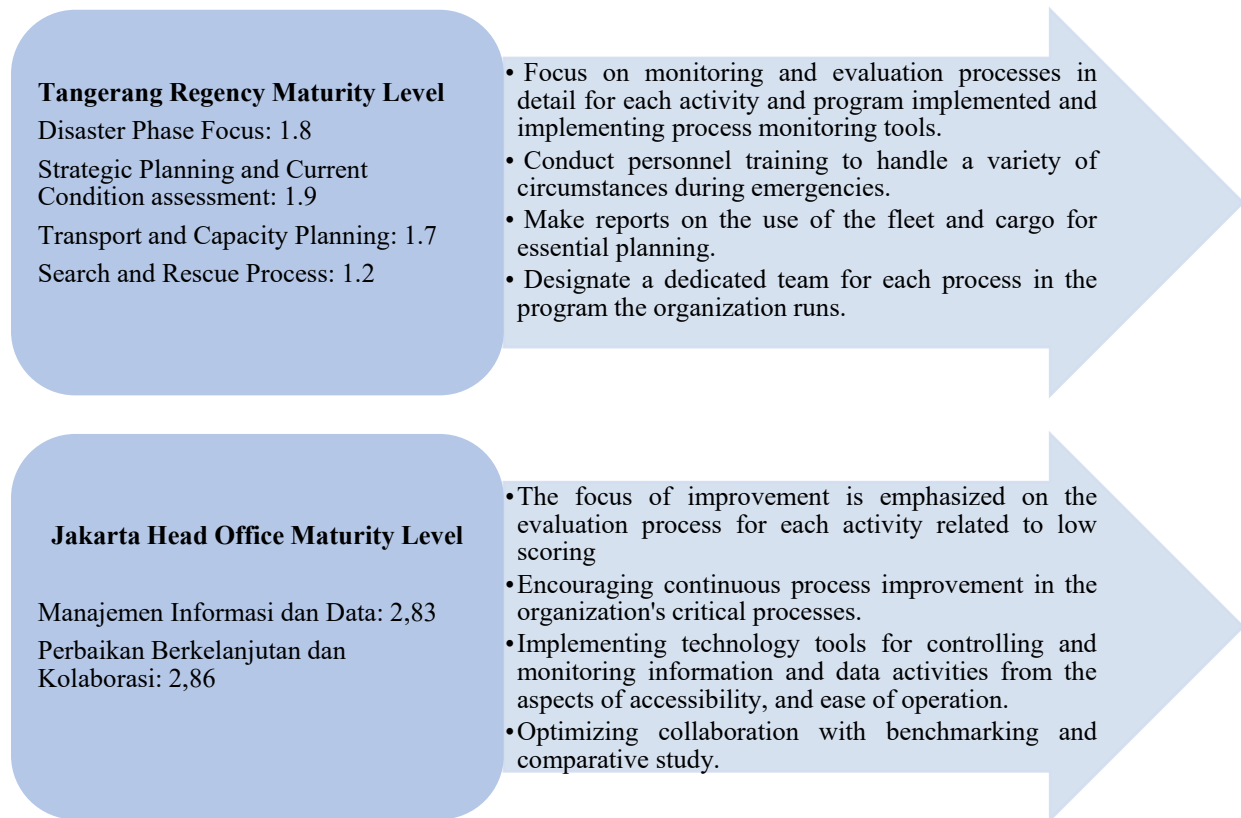 Tangerang Regency Maturity Level
Disaster Phase Focus: 1.8
Strategic Planning and Current
Condition assessment: 1.9
Transport and Capacity Planning: 1.7
Search and Rescue Process: 1.2
• Focus on monitoring and evaluation processes in
detail for each activity and program implemented and
implementing process monitoring tools.
• Conduct personnel training to handle a variety of
circumstances during emergencies.
• Make reports on the use of the fleet and cargo for
essential planning.
• Designate a dedicated team for each process in the
program the organization runs.
Jakarta Head Office Maturity Level
Manajemen Informasi dan Data: 2,83
Perbaikan Berkelanjutan dan
Kolaborasi: 2,86
•The focus of improvement is emphasized on the
evaluation process for each activity related to low
scoring
•Encouraging continuous process improvement in the
organization's critical processes.
•Implementing technology tools for controlling and
monitoring information and data activities from the
aspects of accessibility, and ease of operation.
•Optimizing collaboration with benchmarking and
comparative study.